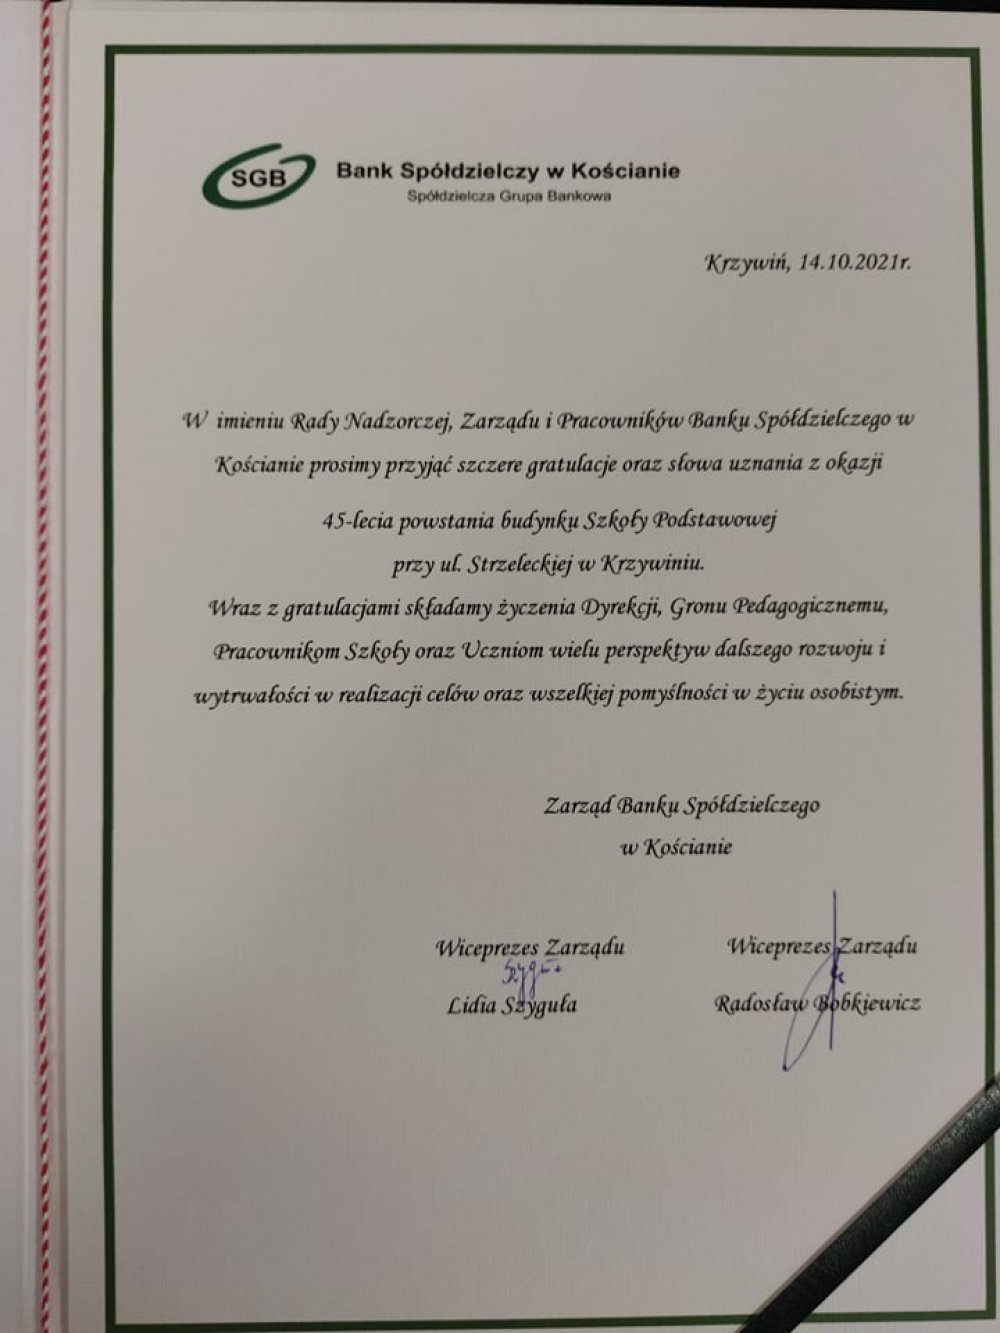 SGB
Bank Spółdzielczy w Kościanie
Spółdzielcza Grupa Bankowa
Krzywiń, 14.10.2021r.
W imieniu Rady Nadzorczej, Zarządu i Pracowników Banku Spółdzielczego w
Kościanie prosimy przyjąć szczere gratulacje oraz słowa uznania z okazji
45-lecia powstania budynku Szkoły Podstawowej
przy ul. Strzeleckiej w Krzywiniu.
Wraz z gratulacjami składamy życzenia Dyrekcji, Gronu Pedagogicznemu,
Pracownikom Szkoły oraz Uczniom wielu perspektyw dalszego rozwoju i
wytrwałości w realizacji celów oraz wszelkiej pomyślności w życiu osobistym.
Zarząd Banku Spółdzielczego
w Kościanie
Wiceprezes Zarządu Wiceprezes Zarządu
Lidia Szyguła Radosław Bobkiewicz